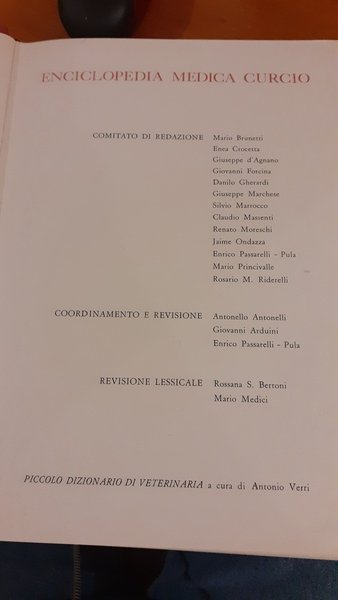 ENCICLOPEDIA MEDICA CURCIO
COMITATO DI REDAZIONE Mario Brunetti
Enea Crocetta
Giuseppe d'Agnano
Giovanni Forcina
Danilo Gherardi
Giuseppe Marchese
Silvio Marrocco
Claudio Massenti
Renato Moreschi
Jaime Ondazza
Enrico Passarelli - Pula
Mario Princivalle
Rosario M. Riderelli
COORDINAMENTO E REVISIONE Antonello Antonelli
Giovanni Arduini
Enrico Passarelli - Pula
REVISIONE LESSICALE Rossana S. Bertoni
Mario Medici
PICCOLO DIZIONARIO DI VETERINARIA a cura di Antonio Verri